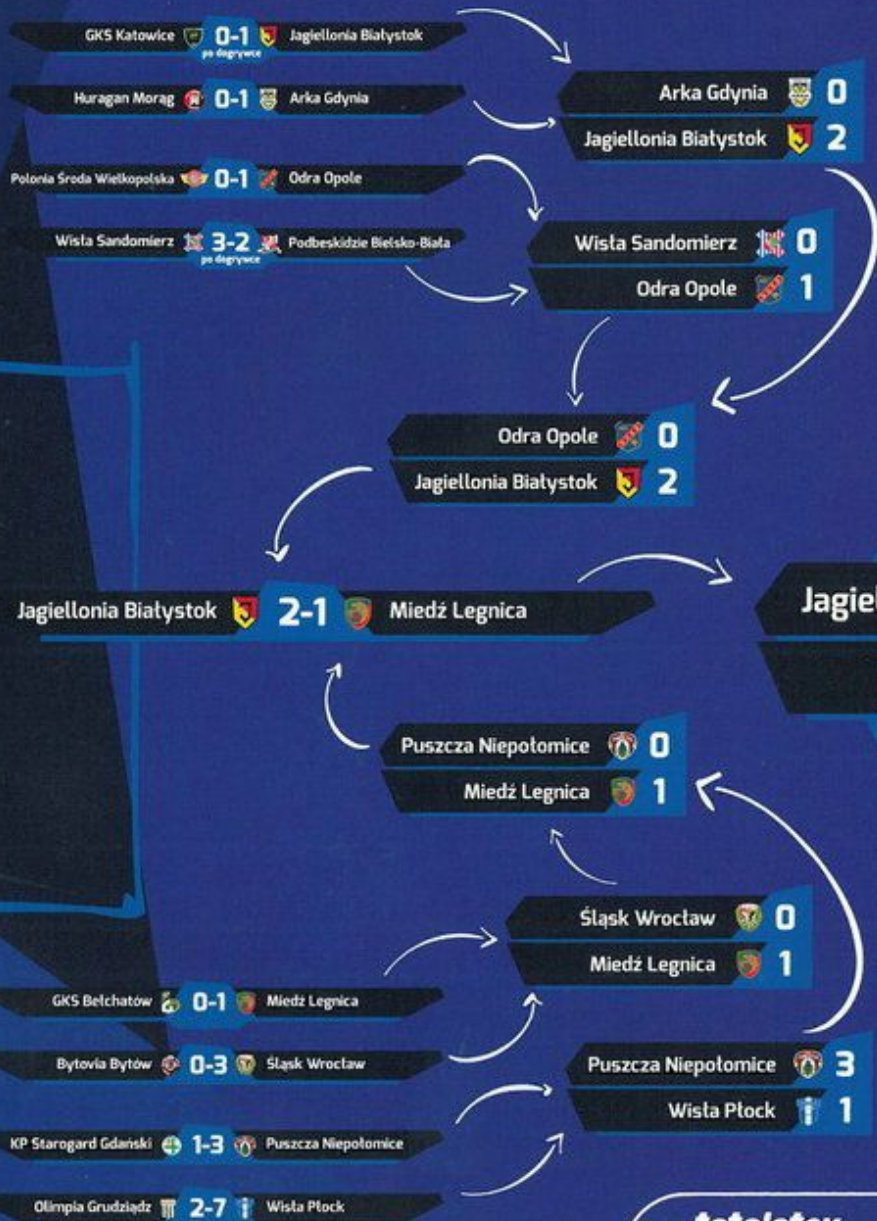 GKS Katowice 0-1 Jagiellonia Białystok
po dogrywce
Huragan Morąg 0-1 Arka Gdynia
Arka Gdynia 0
Jagiellonia Białystok 2
Polonia Środa Wielkopolska 0-1 Odra Opole
Wisła Sandomierz 3-2 Podbeskidzie Bielsko-Biała
po dogrywce
Wisła Sandomierz 0
Odra Opole 1
Odra Opole 0
Jagiellonia Białystok 2
Jagiellonia Białystok 2-1 Miedź Legnica
Jagiel
Puszcza Niepołomice 0
Miedź Legnica 1
Śląsk Wrocław 0
Miedź Legnica 1
GKS Bełchatów 0-1 Miedź Legnica
Bytovia Bytów 0-3 Śląsk Wrocław
Puszcza Niepołomice 3
Wisła Płock 1
KP Starogard Gdański 1-3 Puszcza Niepołomice
Olimpia Grudziądz 2-7 Wisła Płock